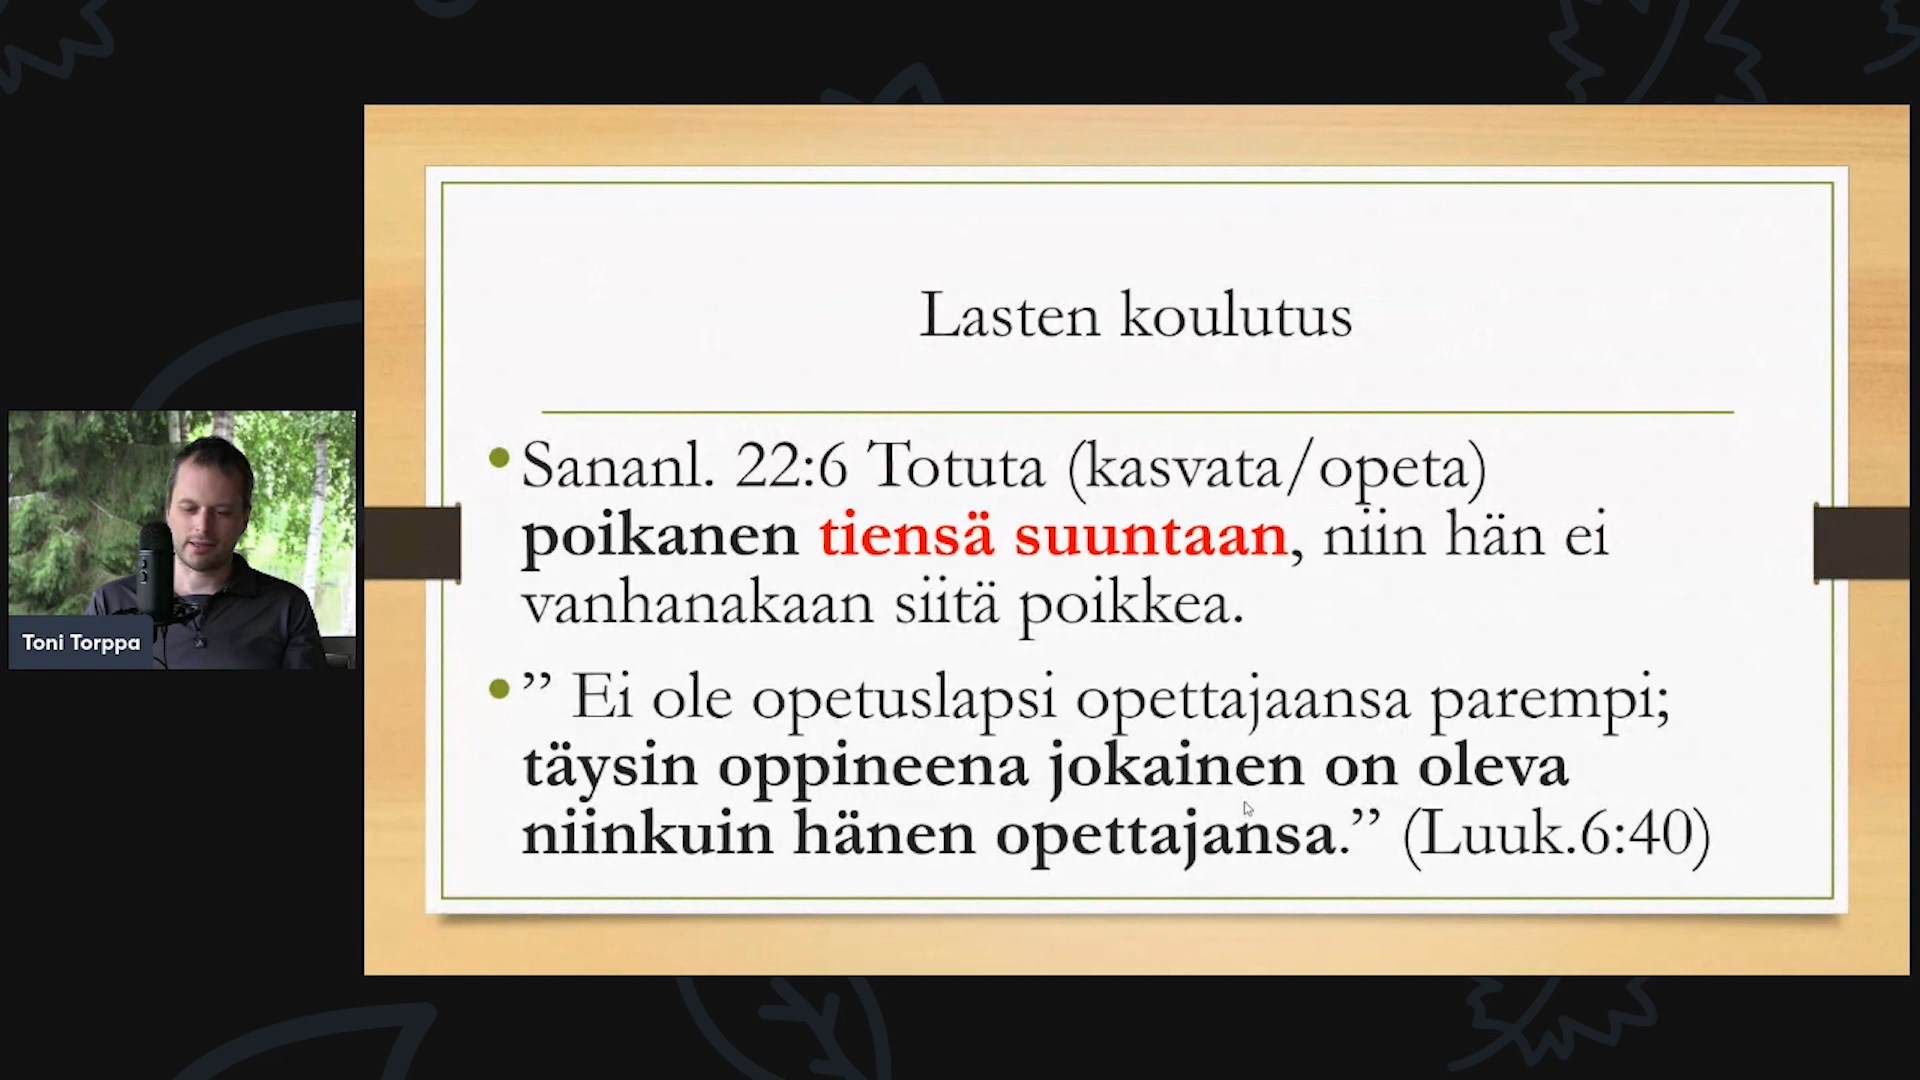 Lasten koulutus
Sananl. 22:6 Totuta (kasvata/opeta)
poikanen tiensä suuntaan, niin hän ei
vanhanakaan siitä poikkea.
” Ei ole opetuslapsi opettajaansa parempi;
täysin oppineena jokainen on oleva
niinkuin hänen opettajansa.” (Luuk.6:40)
Toni Torppa